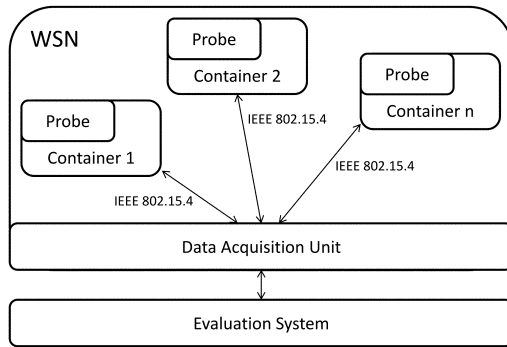 WSN
Probe
Container 1
Probe
Container 2
Probe
Container n
IEEE 802.15.4
IEEE 802.15.4
IEEE 802.15.4
Data Acquisition Unit
Evaluation System